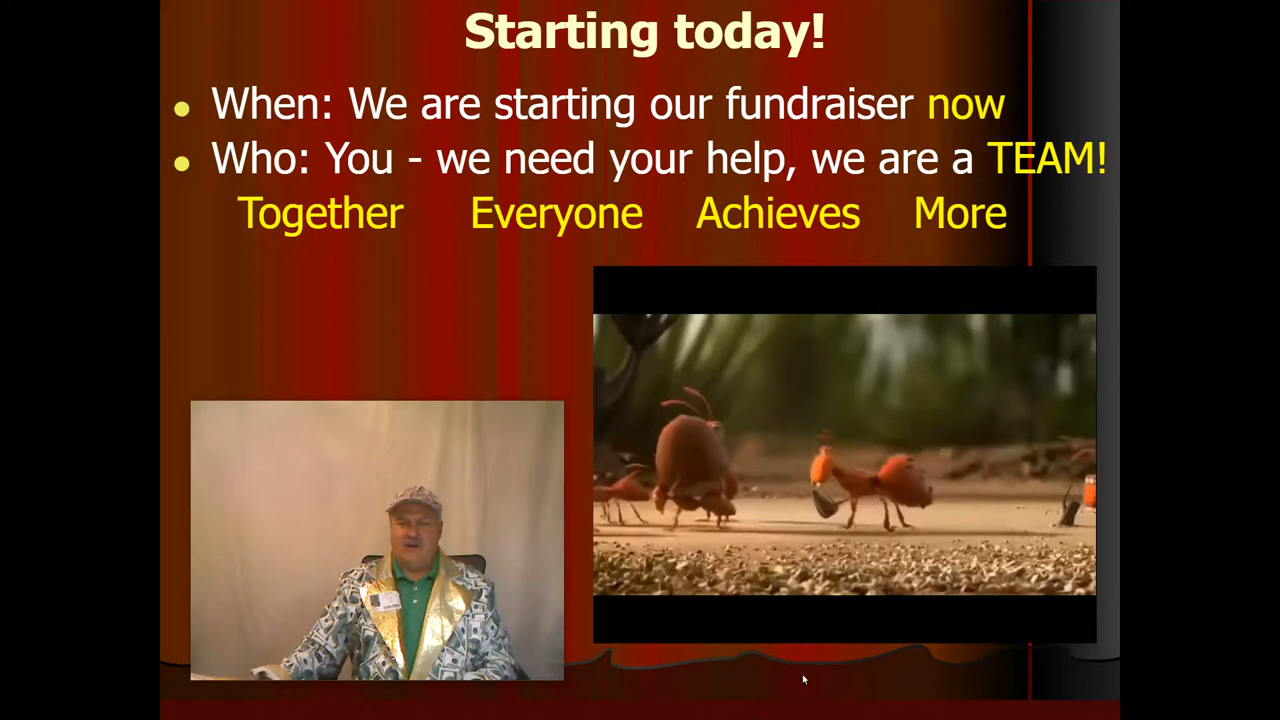 Starting today!
When: We are starting our fundraiser now
Who: You - we need your help, we are a TEAM!
Together Everyone Achieves More